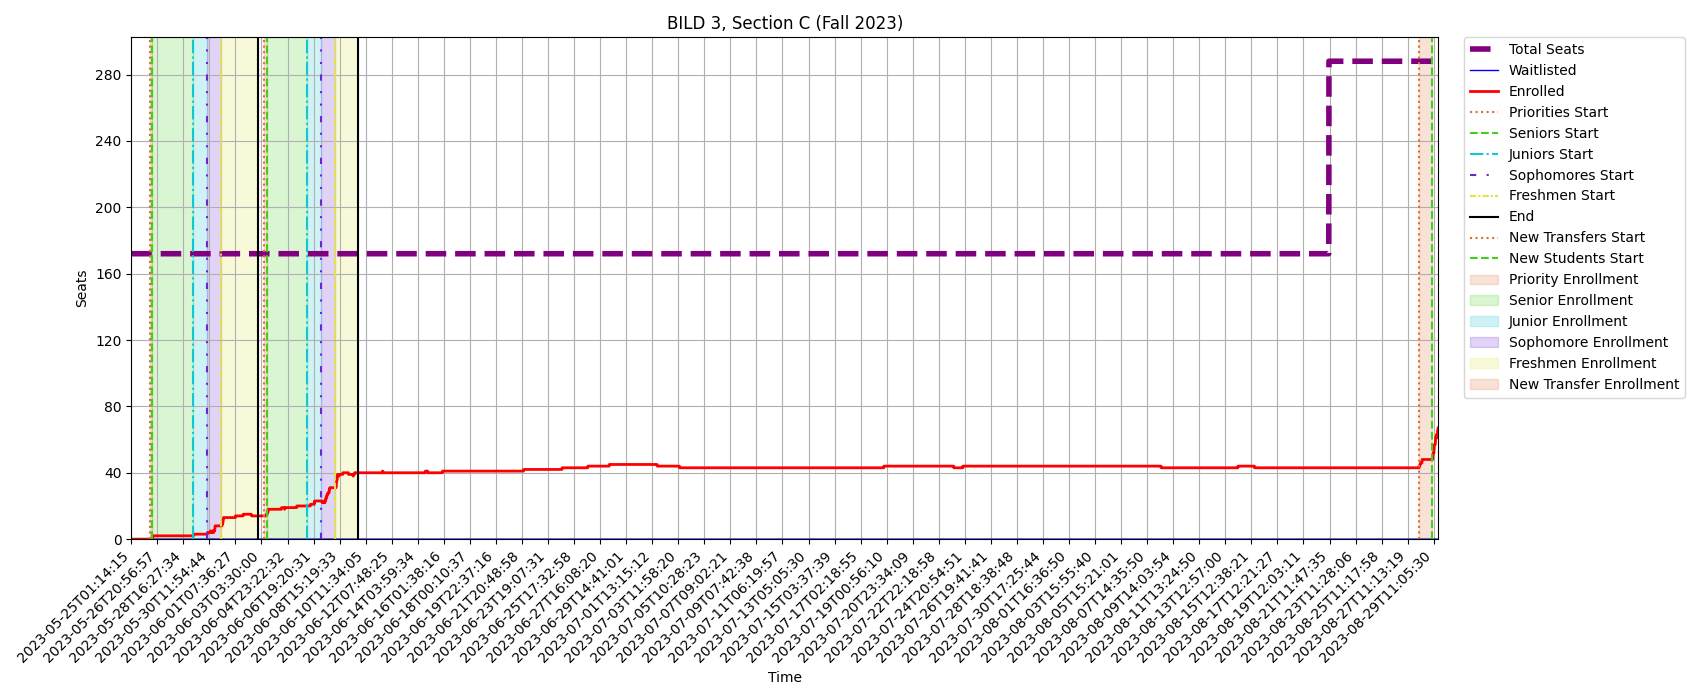 BILD 3, Section C (Fall 2023)
Seats
280
240
200
160
120
80
40
0
2023-05-25T01:14:15
2023-05-26T20:56:57
2023-05-28T16:27:34
2023-05-30T11:54:44
2023-06-01T07:36:27
2023-06-03T03:30:00
2023-06-04T23:22:32
2023-06-06T19:20:31
2023-06-08T15:19:33
2023-06-10T11:34:05
2023-06-12T07:48:25
2023-06-14T03:59:34
2023-06-16T01:38:16
2023-06-18T00:10:37
2023-06-19T22:37:16
2023-06-21T20:48:58
2023-06-23T19:07:31
2023-06-25T17:32:58
2023-06-27T16:08:20
2023-06-29T14:41:01
2023-07-01T13:15:12
2023-07-03T11:58:20
2023-07-05T10:28:23
2023-07-07T09:02:21
2023-07-09T07:42:38
2023-07-11T06:19:57
2023-07-13T05:05:30
2023-07-15T03:37:39
2023-07-17T02:18:55
2023-07-19T00:56:10
2023-07-20T23:34:09
2023-07-22T22:18:58
2023-07-24T20:54:51
2023-07-26T19:41:41
2023-07-28T18:38:48
2023-07-30T17:25:44
2023-08-01T16:36:50
2023-08-03T15:55:40
2023-08-05T15:21:01
2023-08-07T14:35:50
2023-08-09T14:03:54
2023-08-11T13:24:50
2023-08-13T12:57:00
2023-08-15T12:38:21
2023-08-17T12:21:27
2023-08-19T12:03:11
2023-08-21T11:47:35
2023-08-23T11:28:06
2023-08-25T11:17:58
2023-08-27T11:13:19
2023-08-29T11:05:30
Time
Total Seats
Waitlisted
Enrolled
Priorities Start
Seniors Start
Juniors Start
Sophomores Start
Freshmen Start
End
New Transfers Start
New Students Start
Priority Enrollment
Senior Enrollment
Junior Enrollment
Sophomore Enrollment
Freshmen Enrollment
New Transfer Enrollment